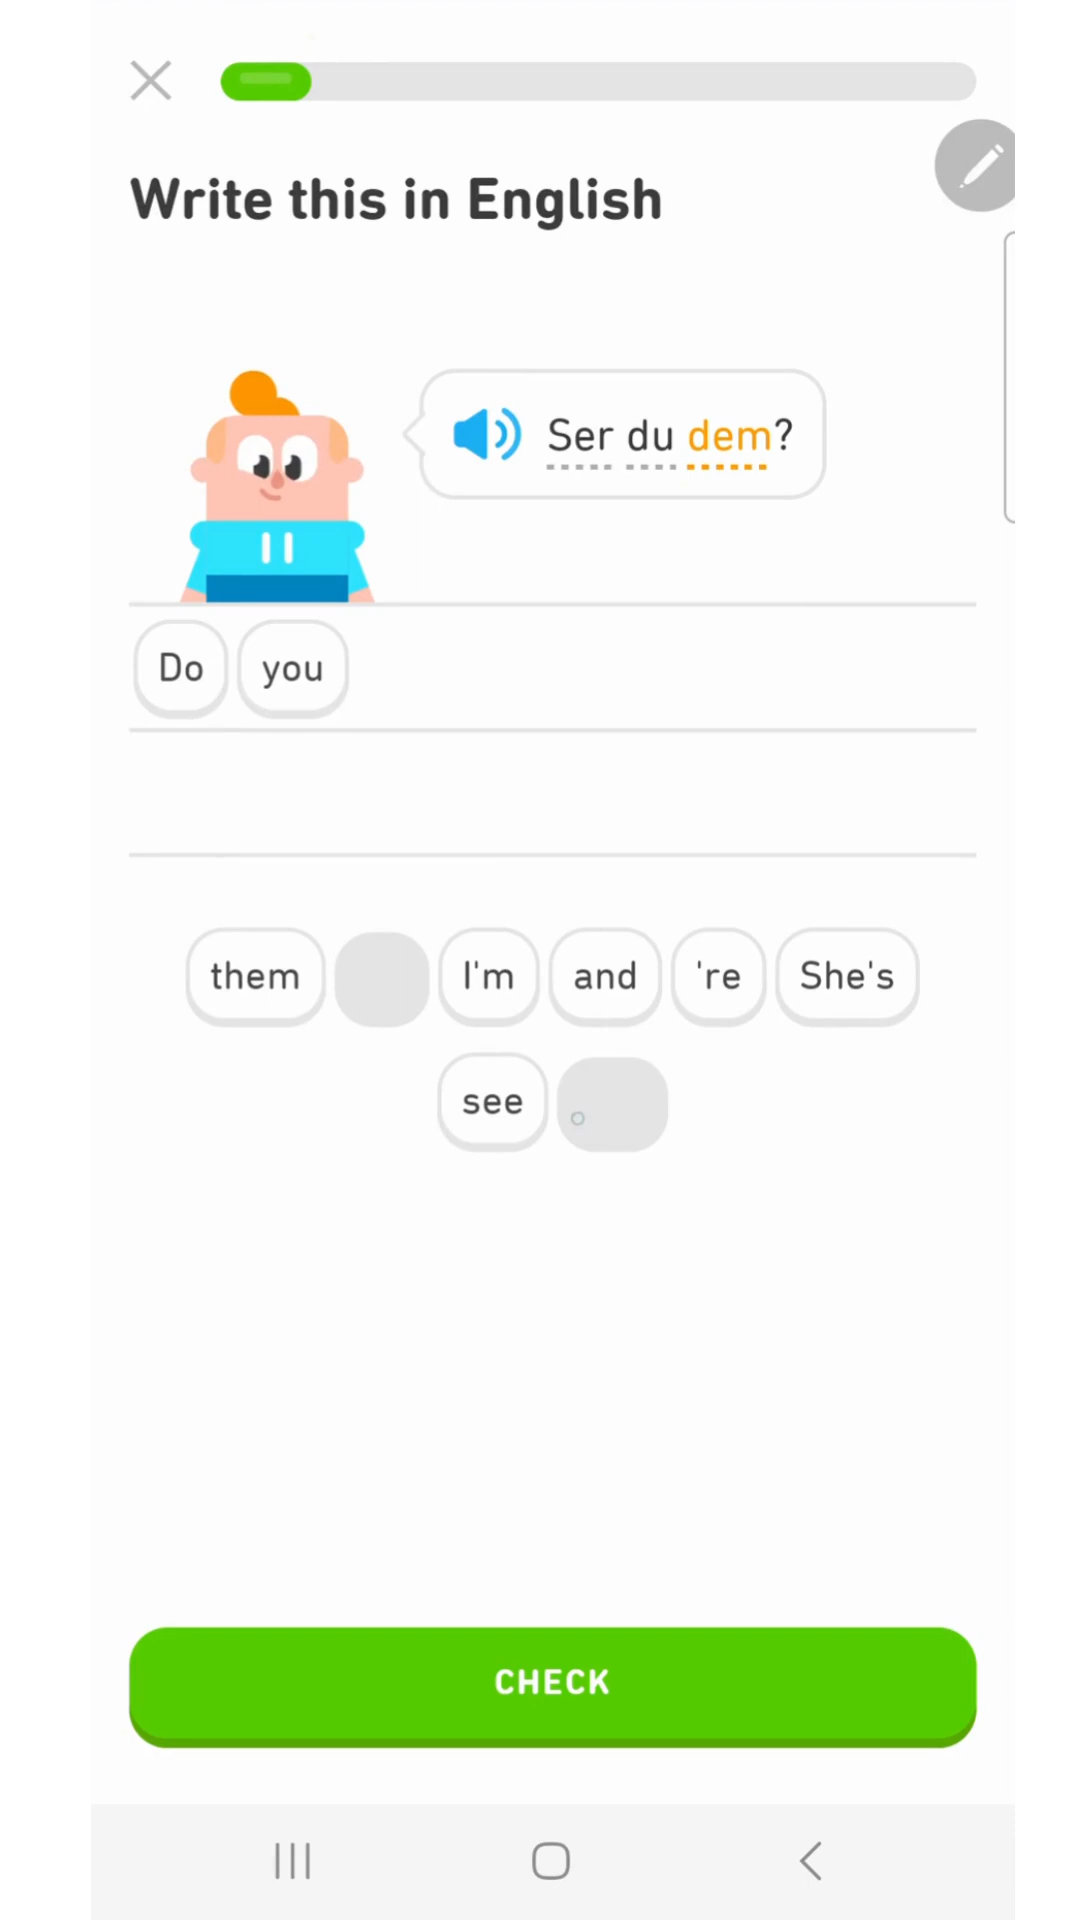 Write this in English
Ser du dem?
Do you
them I'm and 're She's
see
CHECK